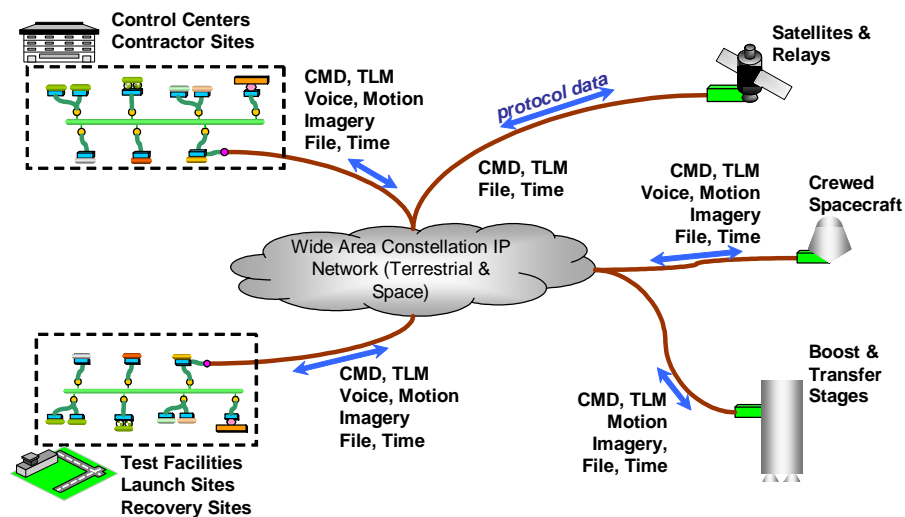 Control Centers
Contractor Sites
CMD, TLM
Voice, Motion
Imagery
File, Time
protocol data
Satellites &
Relays
CMD, TLM
File, Time
CMD, TLM
Voice, Motion
Imagery
File, Time
Crewed
Spacecraft
Wide Area Constellation IP
Network (Terrestrial &
Space)
CMD, TLM
Voice, Motion
Imagery
File, Time
CMD, TLM
Motion
Imagery,
File, Time
Boost &
Transfer
Stages
Test Facilities
Launch Sites
Recovery Sites